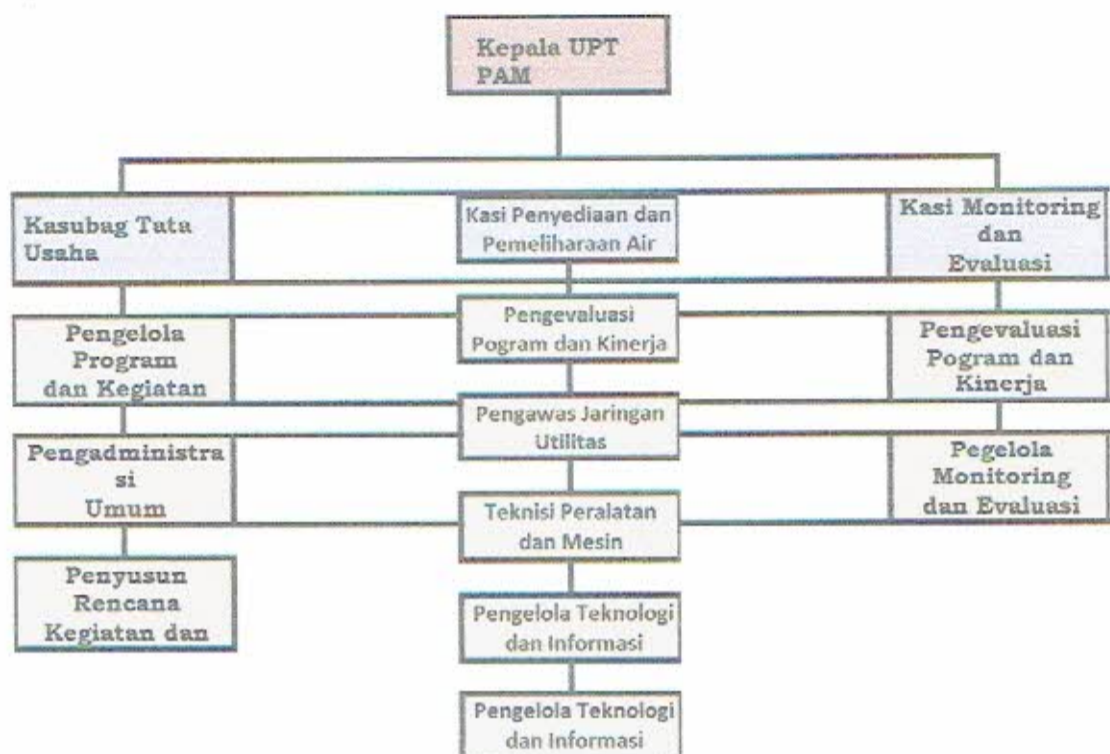 Kepala UPT
PAM
Kasubag Tata
Usaha
Kasi Penyediaan dan
Pemeliharaan Air
Kasi Monitoring
dan
Evaluasi
Pengelola
Program
dan Kegiatan
Pengevaluasi
Pogram dan Kinerja
Pengevaluasi
Pogram dan
Kinerja
Pengadministra
si
Umum
Pengawas Jaringan
Utilitas
Pegelola
Monitoring
dan Evaluasi
Penyusun
Rencana
Kegiatan dan
Teknisi Peralatan
dan Mesin
Pengelola Teknologi
dan Informasi
Pengelola Teknologi
dan Informasi